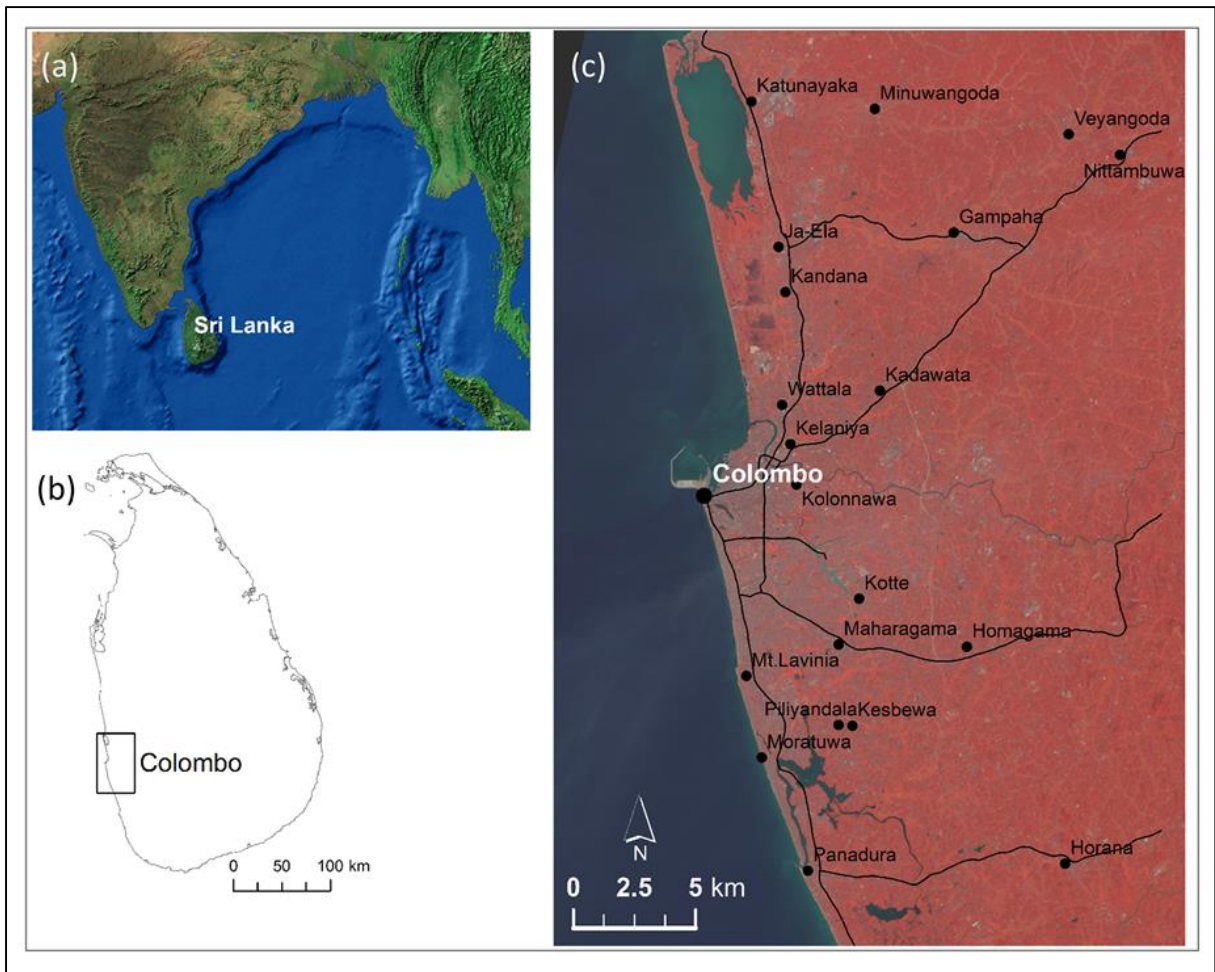 (a)
Sri Lanka
(b)
Colombo
0 50 100 km
(c)
Katunayaka
Minuwangoda
Veyangoda
Nittambuwa
Gampaha
Ja-Ela
Kandana
Kadawata
Wattala
Kelaniya
Colombo
Kolonnawa
Kotte
Maharagama
Homagama
Mt.Lavinia
Piliyandala
Kesbewa
Moratuwa
N
Panadura
Horana
0 2.5 5 km